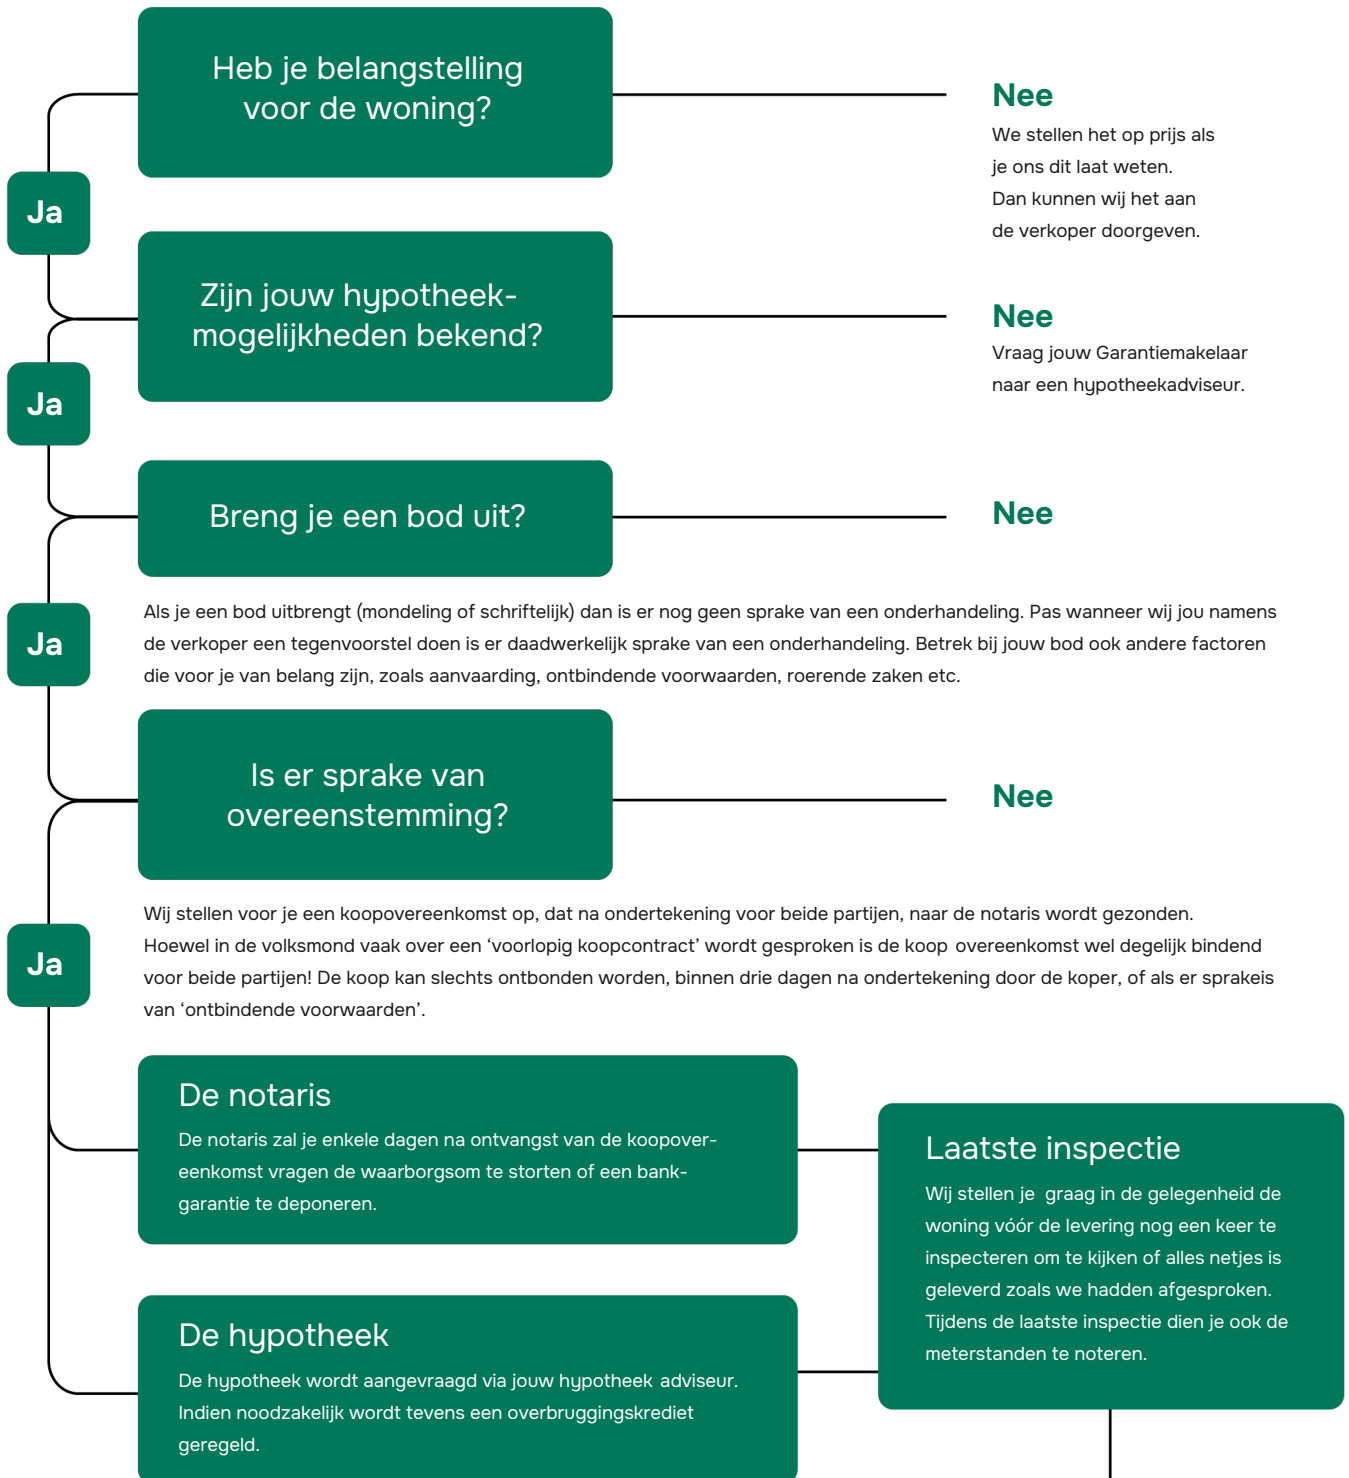 Heb je belangstelling
voor de woning?
Nee
We stellen het op prijs als
je ons dit laat weten.
Dan kunnen wij het aan
de verkoper doorgeven.
Ja
Zijn jouw hypotheek-
mogelijkheden bekend?
Nee
Vraag jouw Garantiemakelaar
naar een hypotheekadviseur.
Ja
Breng je een bod uit?
Nee
Ja
Als je een bod uitbrengt (mondeling of schriftelijk) dan is er nog geen sprake van een onderhandeling. Pas wanneer wij jou namens
de verkoper een tegenvoorstel doen is er daadwerkelijk sprake van een onderhandeling. Betrek bij jouw bod ook andere factoren
die voor je van belang zijn, zoals aanvaarding, ontbindende voorwaarden, roerende zaken etc.
Is er sprake van
overeenstemming?
Nee
Ja
Wij stellen voor je een koopovereenkomst op, dat na ondertekening voor beide partijen, naar de notaris wordt gezonden.
Hoewel in de volksmond vaak over een ‘voorlopig koopcontract’ wordt gesproken is de koop overeenkomst wel degelijk bindend
voor beide partijen! De koop kan slechts ontbonden worden, binnen drie dagen na ondertekening door de koper, of als er sprakeis
van ‘ontbindende voorwaarden’.
De notaris
De notaris zal je enkele dagen na ontvangst van de koopover-
eenkomst vragen de waarborgsom te storten of een bank-
garantie te deponeren.
Laatste inspectie
Wij stellen je graag in de gelegenheid de
woning vóór de levering nog een keer te
inspecteren om te kijken of alles netjes is
geleverd zoals we hadden afgesproken.
Tijdens de laatste inspectie dien je ook de
meterstanden te noteren.
De hypotheek
De hypotheek wordt aangevraagd via jouw hypotheek adviseur.
Indien noodzakelijk wordt tevens een overbruggingskrediet
geregeld.